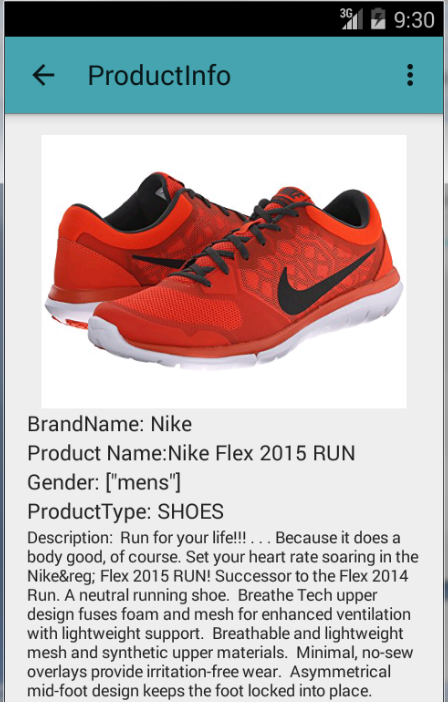 3G 9:30
ProductInfo
BrandName: Nike
Product Name:Nike Flex 2015 RUN
Gender: ["mens"]
ProductType: SHOES
Description:  Run for your life!!! . . . Because it does a
body good, of course. Set your heart rate soaring in the
Nike&reg; Flex 2015 RUN! Successor to the Flex 2014
Run. A neutral running shoe.  Breathe Tech upper
design fuses foam and mesh for enhanced ventilation
with lightweight support.  Breathable and lightweight
mesh and synthetic upper materials.  Minimal, no-sew
overlays provide irritation-free wear.  Asymmetrical
mid-foot design keeps the foot locked into place.